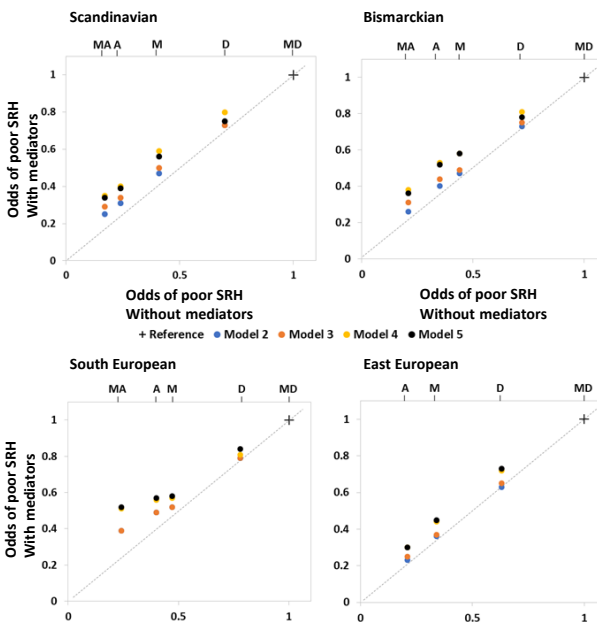 Scandinavian
MA A M D MD
1
0.8
0.6
0.4
0.2
0
0 0.5 1
Odds of poor SRH
With mediators
Odds of poor SRH
Without mediators
Bismarckian
MA A M D MD
1
0.8
0.6
0.4
0.2
0
0 0.5 1
Odds of poor SRH
Without mediators
+ Reference Model 2 Model 3 Model 4 Model 5
South European
MA A M D MD
1
0.8
0.6
0.4
0.2
0
0 0.5 1
Odds of poor SRH
With mediators
East European
A M D MD
1
0.8
0.6
0.4
0.2
0
0 0.5 1